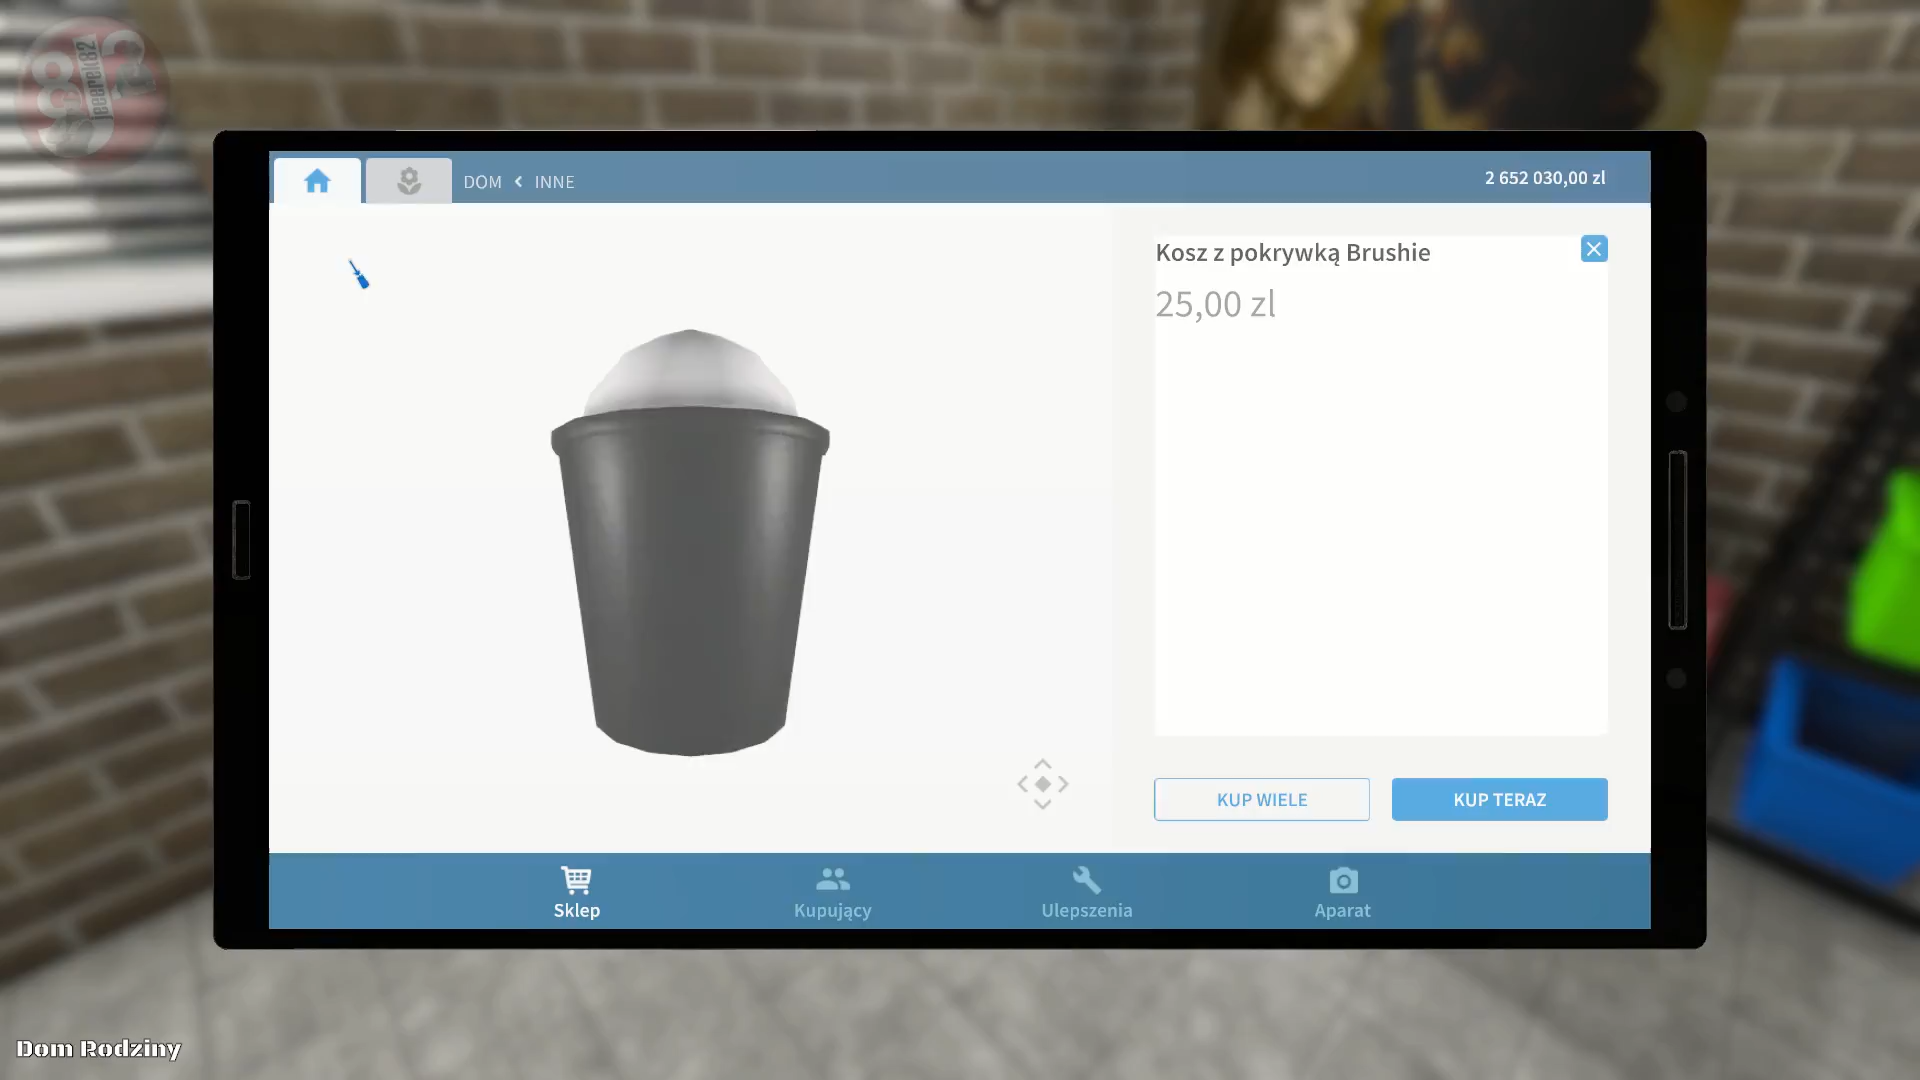 jeeerek82
DOM < INNE
2 652 030,00 zl
Kosz z pokrywką Brushie
25,00 zl
KUP WIELE
KUP TERAZ
Sklep
Kupujący
Ulepszenia
Aparat
Dom Rodziny